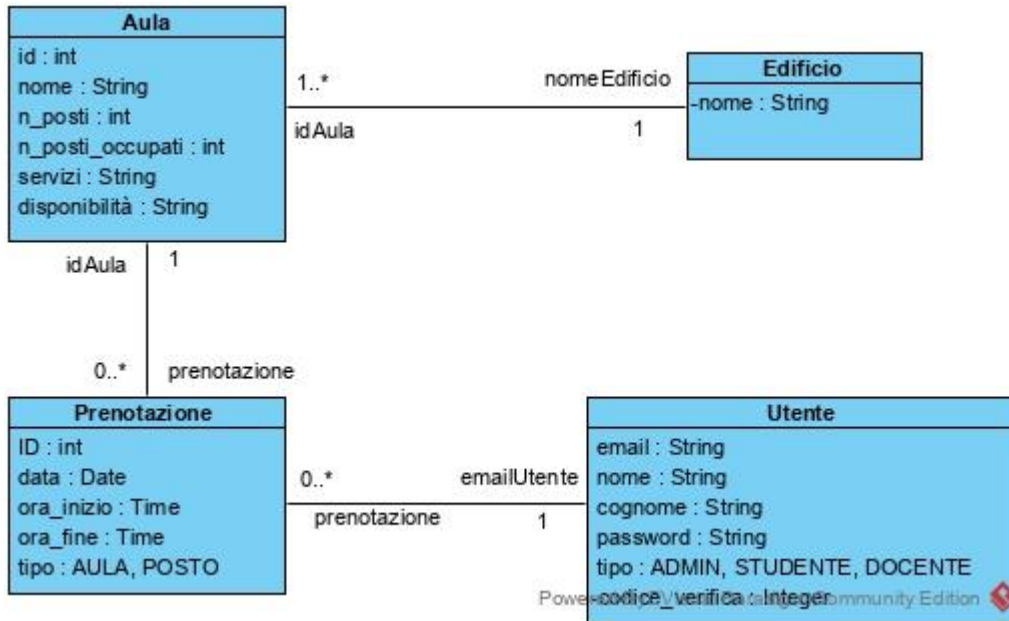 Aula
id : int
nome : String
n_posti : int
n_posti_occupati : int
servizi : String
disponibilità : String
1..*
nomeEdificio
idAula
1
Edificio
-nome : String
idAula
1
0..*
prenotazione
Prenotazione
ID : int
data : Date
ora_inizio : Time
ora_fine : Time
tipo : AULA, POSTO
0..*
emailUtente
prenotazione
1
Utente
email : String
nome : String
cognome : String
password : String
tipo : ADMIN, STUDENTE, DOCENTE
-codice_verifica : Integer
Community Edition